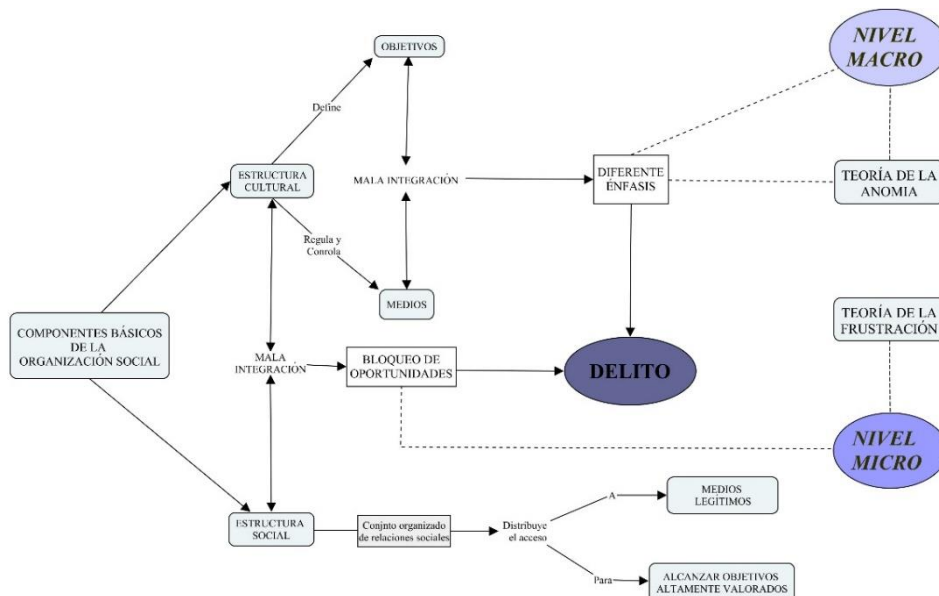 OBJETIVOS
NIVEL
MACRO
Define
ESTRUCTURA
CULTURAL
MALA INTEGRACIÓN
DIFERENTE
ÉNFASIS
TEORÍA DE LA
ANOMIA
Regula y
Conrola
MEDIOS
TEORÍA DE LA
FRUSTRACIÓN
COMPONENTES BÁSICOS
DE LA
ORGANIZACIÓN SOCIAL
MALA
INTEGRACIÓN
BLOQUEO DE
OPORTUNIDADES
DELITO
NIVEL
MICRO
ESTRUCTURA
SOCIAL
Conjnto organizado
de relaciones sociales
Distribuye
el acceso
A
MEDIOS
LEGÍTIMOS
Para
ALCANZAR OBJETIVOS
ALTAMENTE VALORADOS